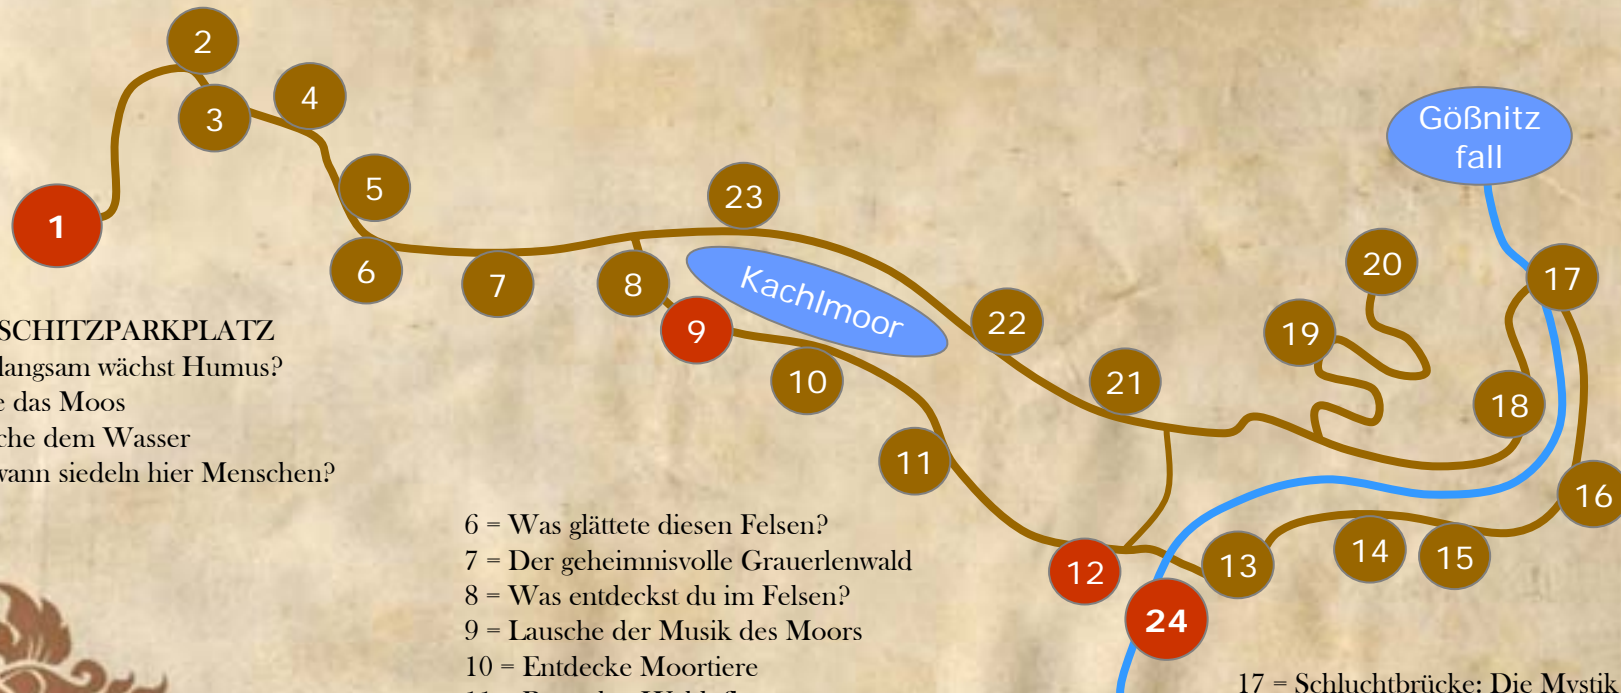 2
4
3
Gößnitz
fall
5
23
1
20
17
6
7
8
Kachlmoor
9
22
19
SCHITZPARKPLATZ
langsam wächst Humus?
10
21
18
das Moos
dem Wasser
11
wann siedeln hier Menschen?
16
6 = Was glättete diesen Felsen?
7 = Der geheimnisvolle Grauerlenwald
12
13
14
15
8 = Was entdeckst du im Felsen?
24
9 = Lausche der Musik des Moors
10 = Entdecke Moortiere
17 = Schluchtbrücke: Die Mystik